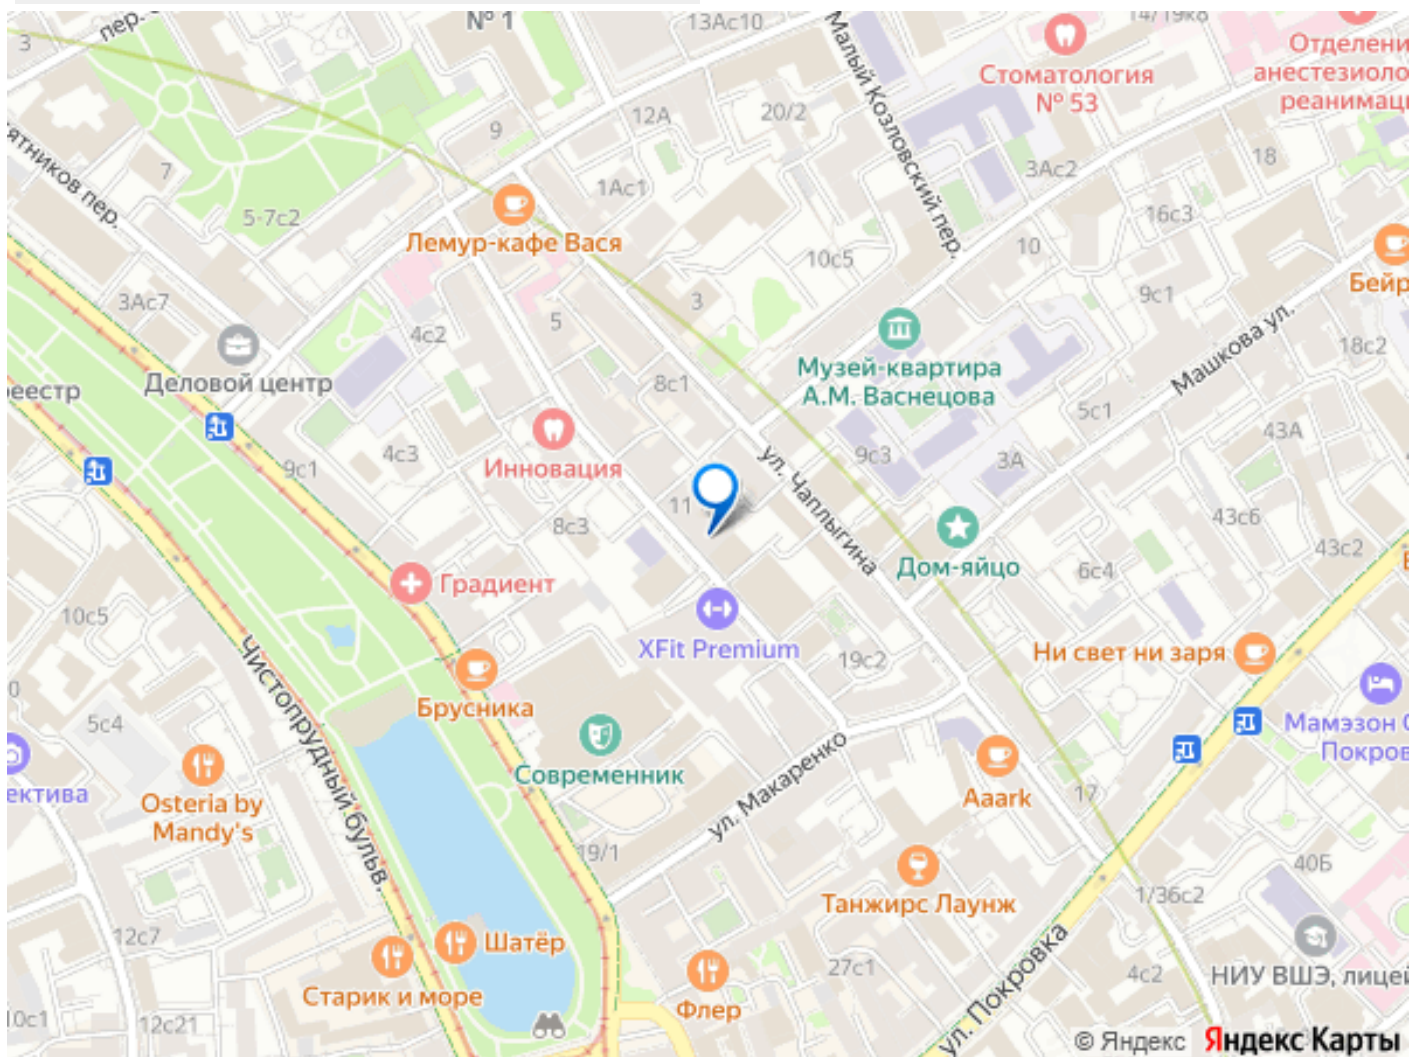 № 1
13Ас10
14/19к8
3
пер.
Стоматология
№ 53
Отделени
анестезиоло
реанимаци
Малый Козловский пер.
12А
20/2
9
7
18
3Ас2
1Ас1
ятников пер.
5-7с2
16с3
Лемур-кафе Вася
10
10с5
Бейр
3Ас7
3
9с1
5
4с2
Музей-квартира
А.М. Васнецова
Машкова ул.
18с2
Деловой центр
реестр
8с1
5с1
43А
Инновация
4с3
9с1
ул. Чаплыгина
9с3
3А
11
8с3
43с6
43с2
Дом-яйцо
6с4
Градиент
10с5
XFit Premium
19с2
Ни свет ни заря
Чистопрудный бульв.
Брусника
0
5с4
Мамэзон
Покров
Современник
ул. Макаренко
ектива
Osteria by
Mandy's
Aaark
17
19/1
40Б
Танжирс Лаунж
1/36с2
12с7
Шатёр
Старик и море
27с1
4с2
НИУ ВШЭ, лицей
Флер
ул. Покровка
10с1
12с21
© Яндекс
Яндекс Карты